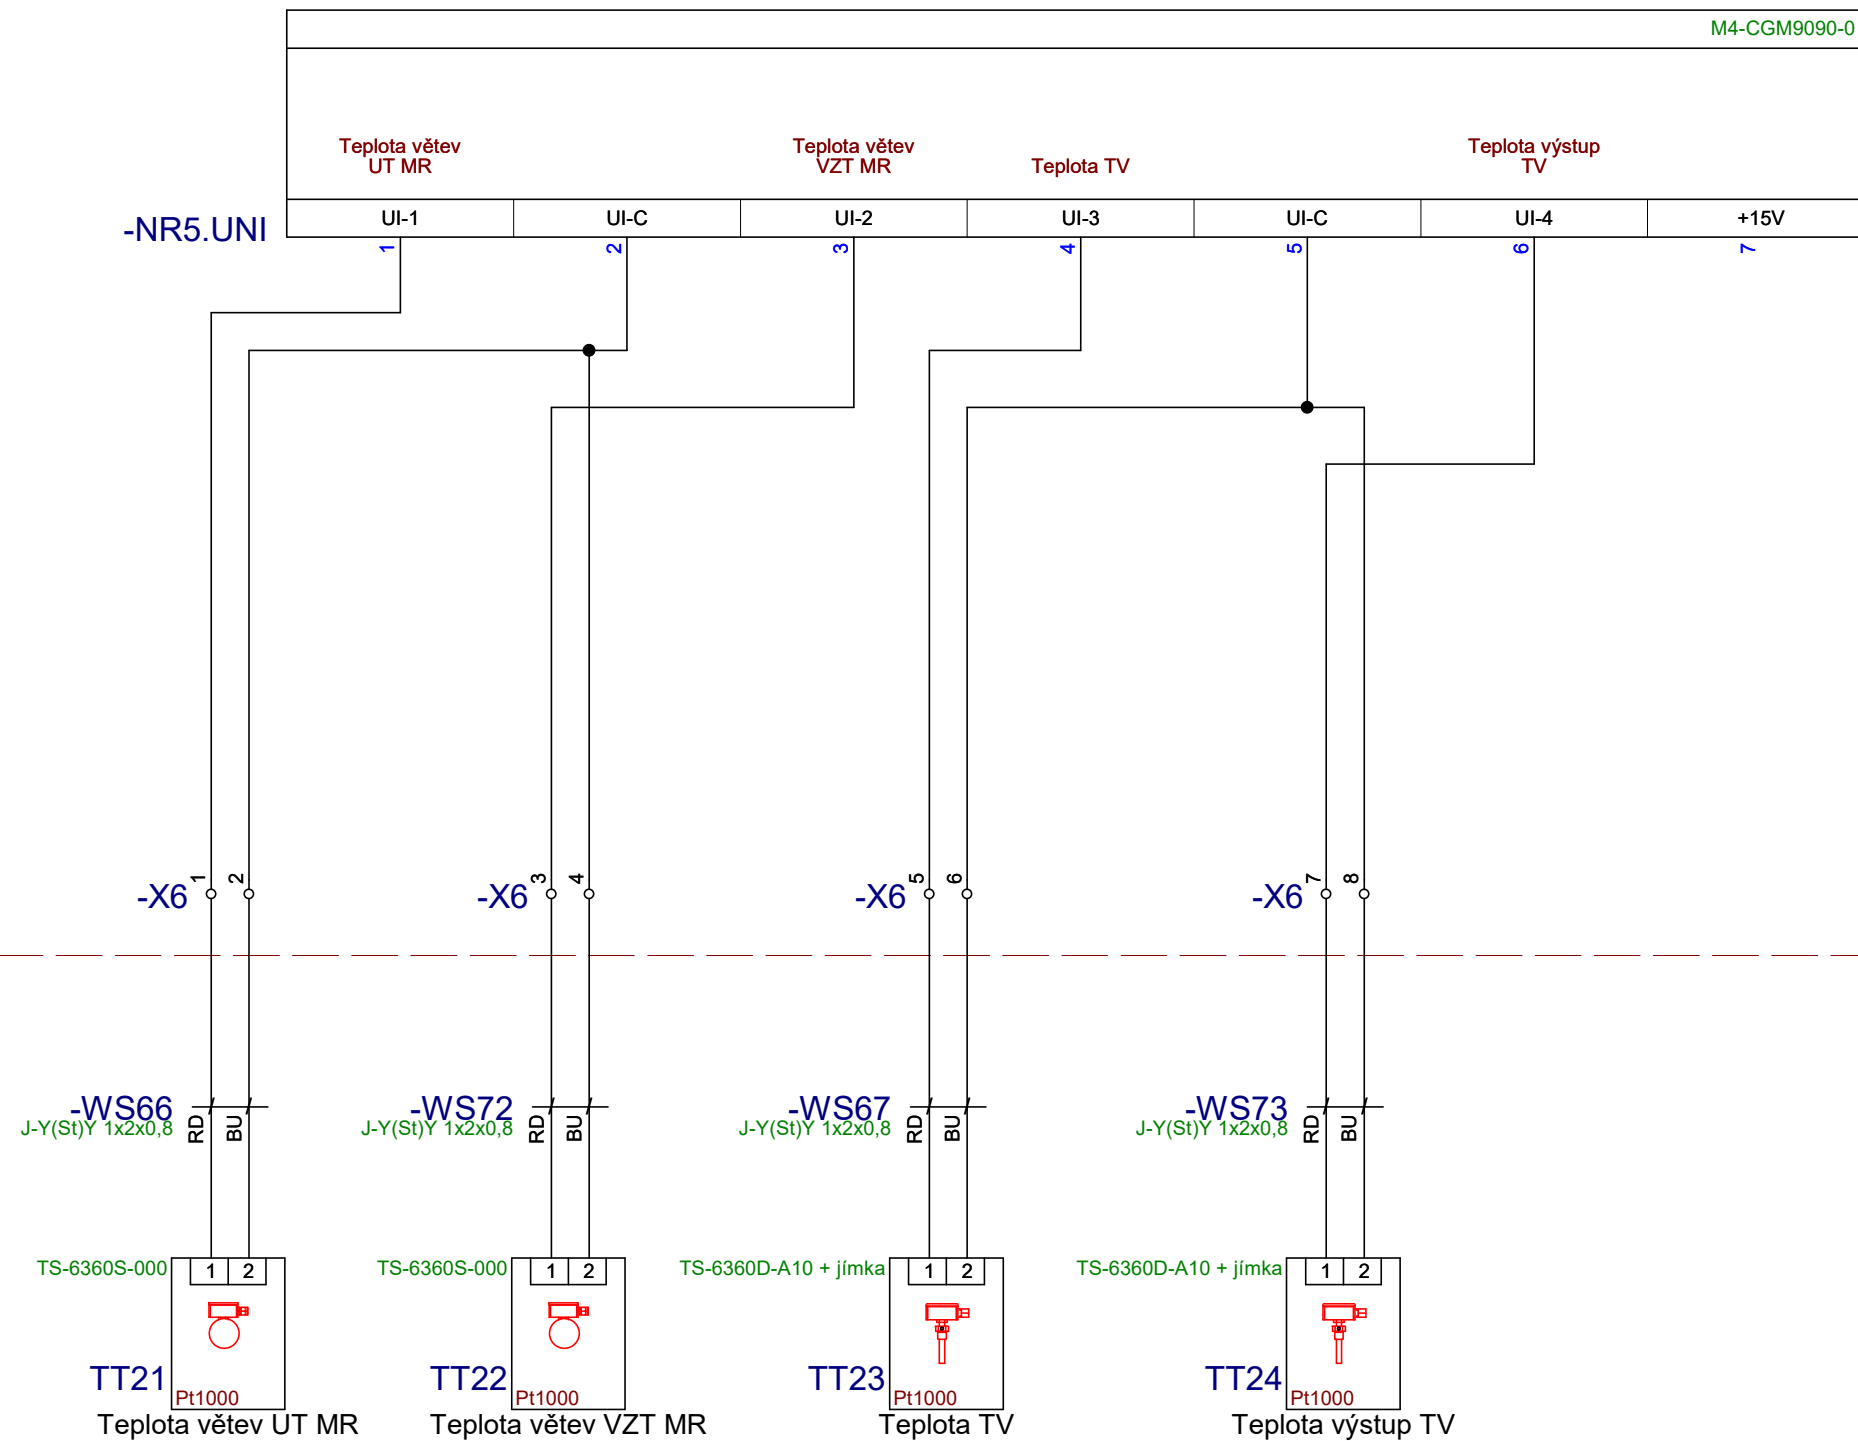 M4-CGM9090-0
Teplota větev
UT MR
Teplota větev
VZT MR
Teplota TV
Teplota výstup
TV
-NR5.UNI
UI-1 UI-C UI-2 UI-3 UI-C UI-4 +15V
1 2 3 4 5 6 7
-X6 1 2 -X6 3 4 -X6 5 6 -X6 7 8
-WS66 -WS72 -WS67 -WS73
J-Y(St)Y 1x2x0,8 RD BU J-Y(St)Y 1x2x0,8 RD BU J-Y(St)Y 1x2x0,8 RD BU J-Y(St)Y 1x2x0,8 RD BU
TS-6360S-000 1 2 TS-6360S-000 1 2 TS-6360D-A10 + jímka 1 2 TS-6360D-A10 + jímka 1 2
TT21 TT22 TT23 TT24
Pt1000 Pt1000 Pt1000 Pt1000
Teplota větev UT MR Teplota větev VZT MR Teplota TV Teplota výstup TV